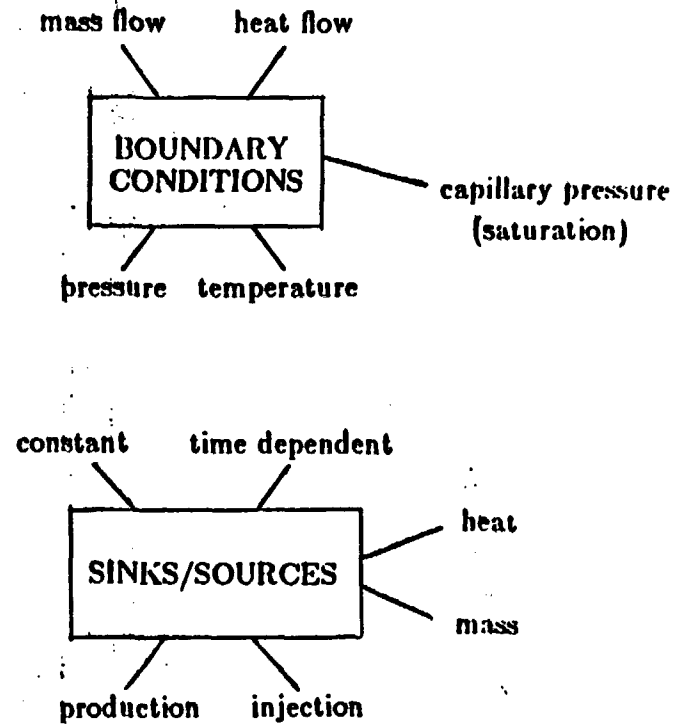 mass flow heat flow
BOUNDARY
CONDITIONS
capillary pressure
(saturation)
pressure temperature
constant time dependent
heat
SINKS/SOURCES
mass
production injection